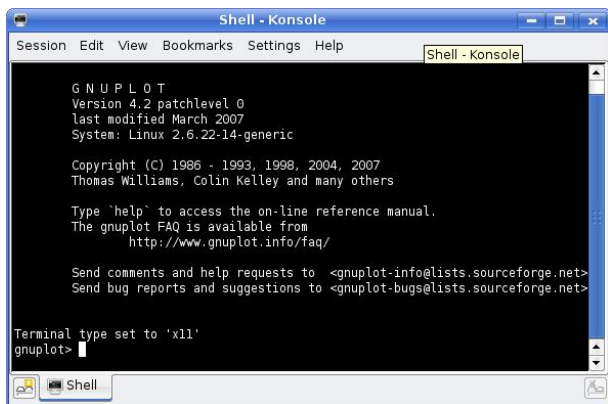 Shell - Konsole
Session Edit View Bookmarks Settings Help
Shell - Konsole
G N U P L O T
Version 4.2 patchlevel 0
last modified March 2007
System: Linux 2.6.22-14-generic
Copyright (C) 1986 - 1993, 1998, 2004, 2007
Thomas Williams, Colin Kelley and many others
Type `help` to access the on-line reference manual.
The gnuplot FAQ is available from
http://www.gnuplot.info/faq/
Send comments and help requests to <gnuplot-info@lists.sourceforge.net>
Send bug reports and suggestions to <gnuplot-bugs@lists.sourceforge.net>
Terminal type set to 'x11'
gnuplot>
Shell